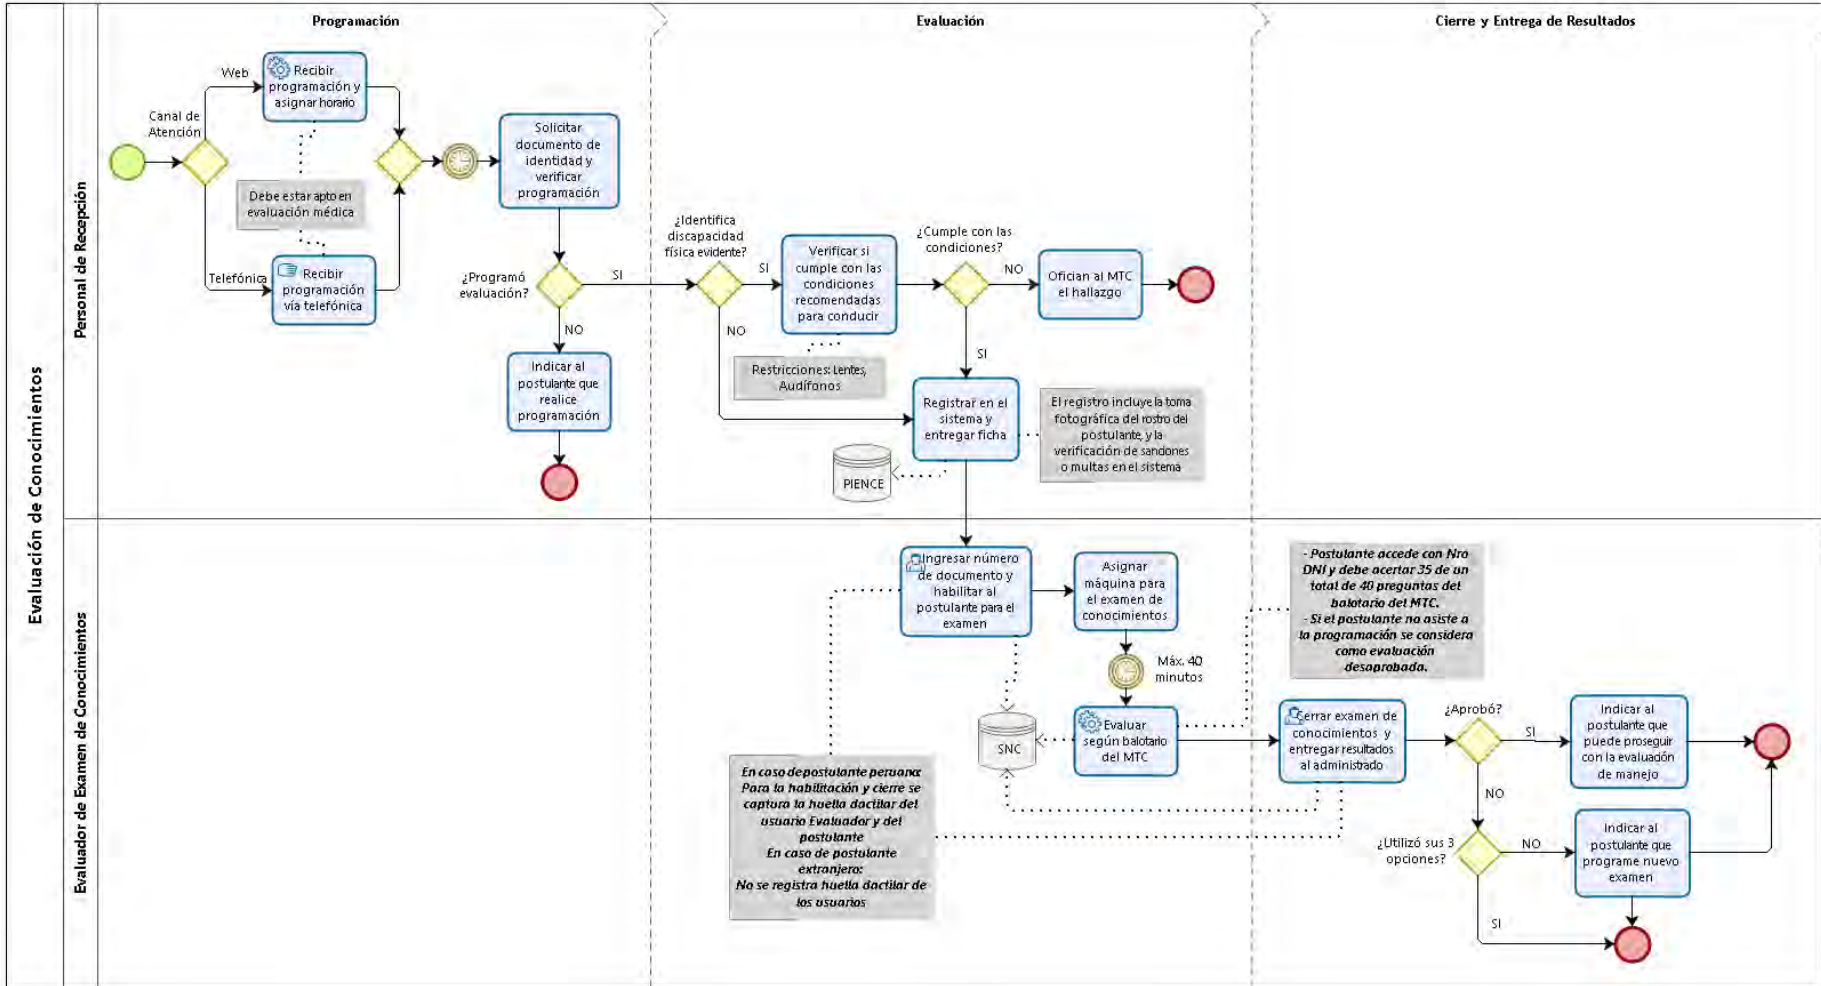 Programación
Evaluación
Cierre y Entrega de Resultados
Evaluación de Conocimientos
Personal de Recepción
Canal de
Atención
Web
Recibir
programación y
asignar horario
Debe estar apto en
evaluación médica
Telefónica
Recibir
programación
vía telefónica
Solicitar
documento de
identidad y
verificar
programación
¿Programó
evaluación?
SI
NO
Indicar al
postulante que
realice
programación
¿Identifica
discapacidad
física evidente?
SI
NO
Verificar si
cumple con las
condiciones
recomendadas
para conducir
Restricciones: Lentes,
Audífonos
¿Cumple con las
condiciones?
NO
SI
Ofician al MTC
el hallazgo
Registrar en el
sistema y
entregar ficha
PIENCE
El registro incluye la toma
fotográfica del rostro del
postulante, y la
verificación de sanciones
o multas en el sistema
Evaluador de Examen de Conocimientos
Ingresar número
de documento y
habilitar al
postulante para el
examen
Asignar
máquina para
el examen de
conocimientos
Máx. 40
minutos
SNC
Evaluar
según balotario
del MTC
En caso de postulante peruano:
Para la habilitación y cierre se
captura la huella dactilar del
usuario Evaluador y del
postulante
En caso de postulante
extranjero:
No se registra huella dactilar de
los usuarios
- Postulante accede con Nro
DNI y debe acertar 35 de un
total de 40 preguntas del
balotario del MTC.
- Si el postulante no asiste a
la programación se considera
como evaluación
desaprobada.
Cerrar examen de
conocimientos y
entregar resultados
al administrado
¿Aprobó?
SI
NO
Indicar al
postulante que
puede proseguir
con la evaluación
de manejo
¿Utilizó sus 3
opciones?
NO
SI
Indicar al
postulante que
programe nuevo
examen